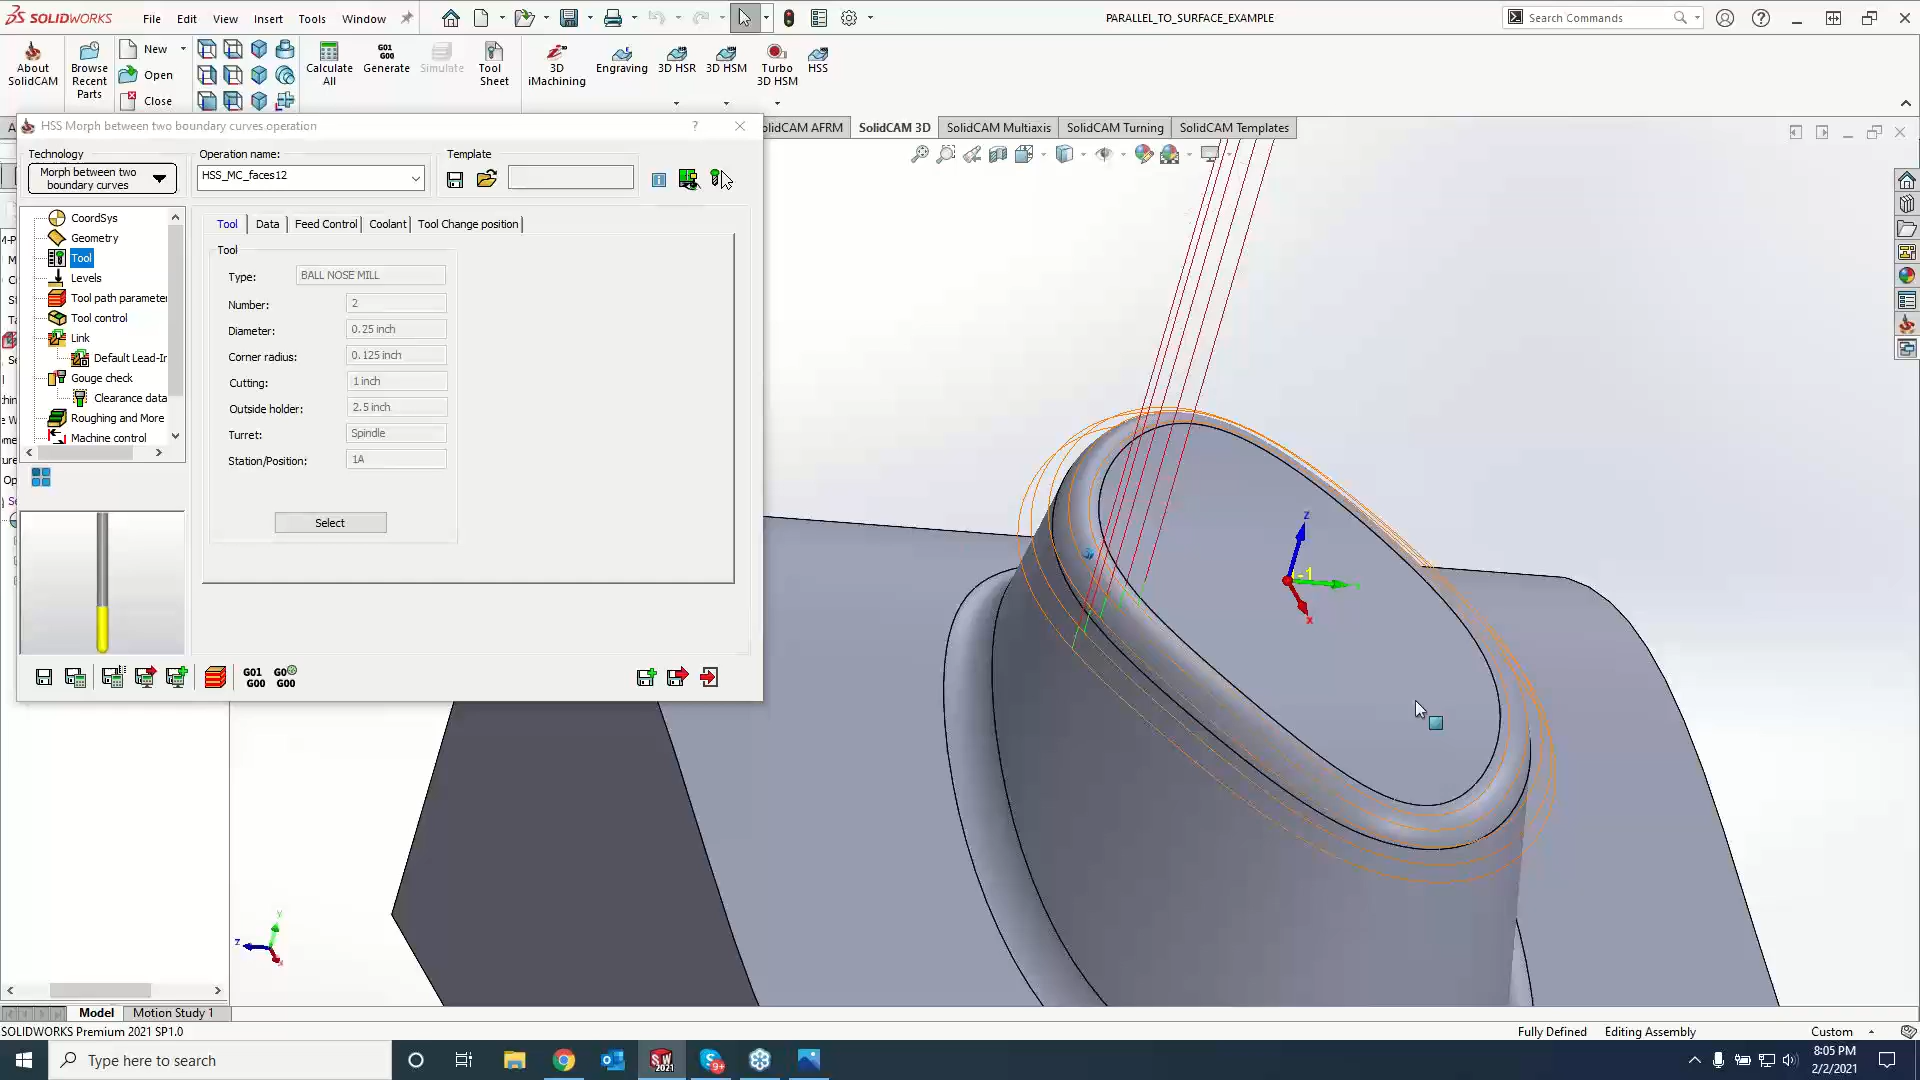 SOLIDWORKS
File Edit View Insert Tools Window
PARALLEL_TO_SURFACE_EXAMPLE
Search Commands
About SolidCAM
Browse Recent Parts
New
Open
Close
Calculate All
G01 G00
Generate
Simulate
Tool Sheet
3D iMachining
Engraving
3D HSR
3D HSM
Turbo 3D HSM
HSS
olidCAM AFRM
SolidCAM 3D
SolidCAM Multiaxis
SolidCAM Turning
SolidCAM Templates
HSS Morph between two boundary curves operation
Technology
Morph between two boundary curves
Operation name:
HSS_MC_faces12
Template
CoordSys
Geometry
Tool
Levels
Tool path paramete
Tool control
Link
Default Lead-Ir
Gouge check
Clearance data
Roughing and More
Machine control
Tool
Data
Feed Control
Coolant
Tool Change position
Tool
Type: BALL NOSE MILL
Number: 2
Diameter: 0.25 inch
Corner radius: 0.125 inch
Cutting: 1 inch
Outside holder: 2.5 inch
Turret: Spindle
Station/Position: 1A
Select
G01 G00
G0 G00
z
x
z
Y
Model
Motion Study 1
SOLIDWORKS Premium 2021 SP1.0
Fully Defined
Editing Assembly
Custom
Type here to search
8:05 PM
2/2/2021